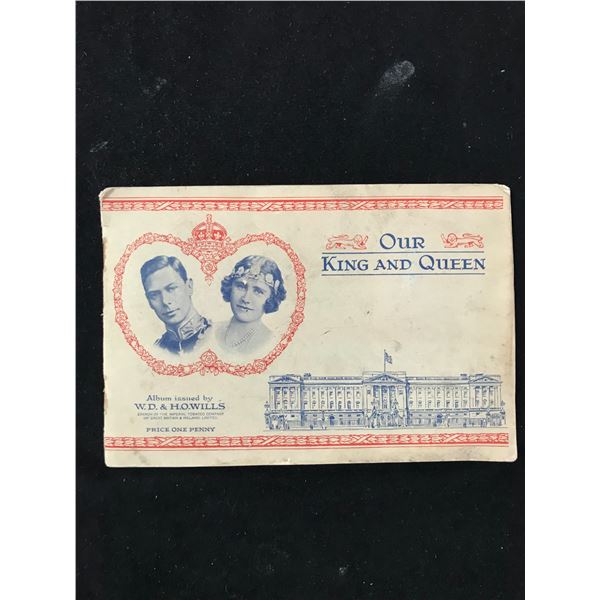 OUR
KING AND QUEEN
Album issued by
W.D. & H.O. WILLS
BRANCH OF THE IMPERIAL TOBACCO COMPANY
(OF GREAT BRITAIN & IRELAND), LIMITED
PRICE ONE PENNY